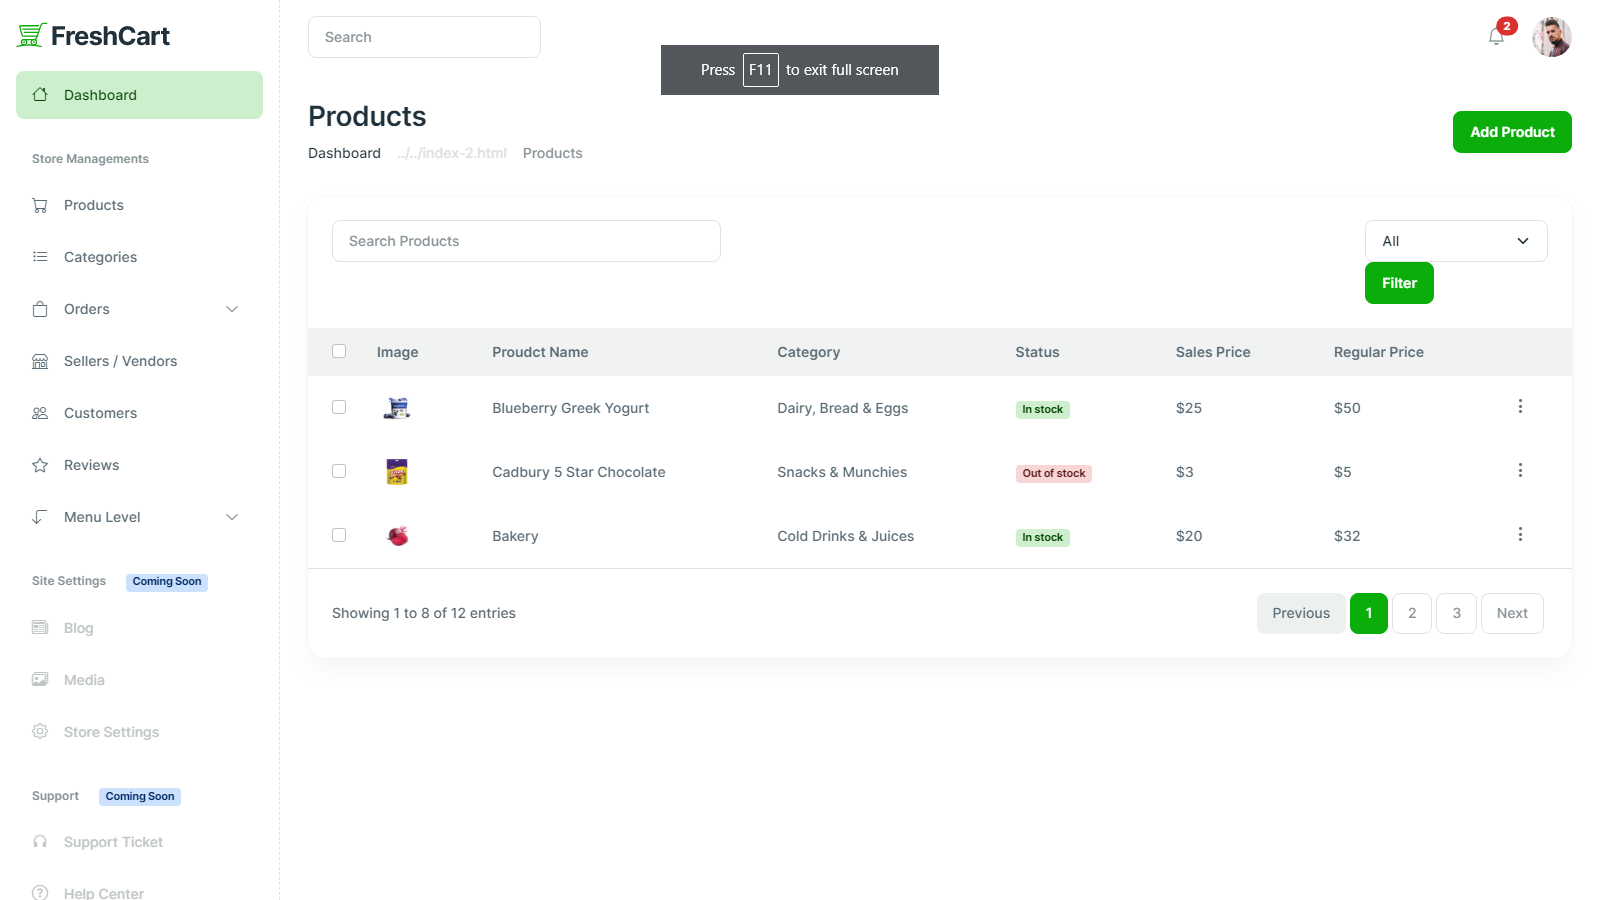 FreshCart
Search
2
Press F11 to exit full screen
Dashboard
Products
Add Product
Dashboard ../../index-2.html Products
Store Managements
Products
Categories
Orders
Sellers / Vendors
Customers
Reviews
Menu Level
Site Settings Coming Soon
Blog
Media
Store Settings
Support Coming Soon
Support Ticket
Help Center
Search Products
All
Filter
Image Proudct Name Category Status Sales Price Regular Price
Blueberry Greek Yogurt Dairy, Bread & Eggs In stock $25 $50
Cadbury 5 Star Chocolate Snacks & Munchies Out of stock $3 $5
Bakery Cold Drinks & Juices In stock $20 $32
Showing 1 to 8 of 12 entries
Previous 1 2 3 Next